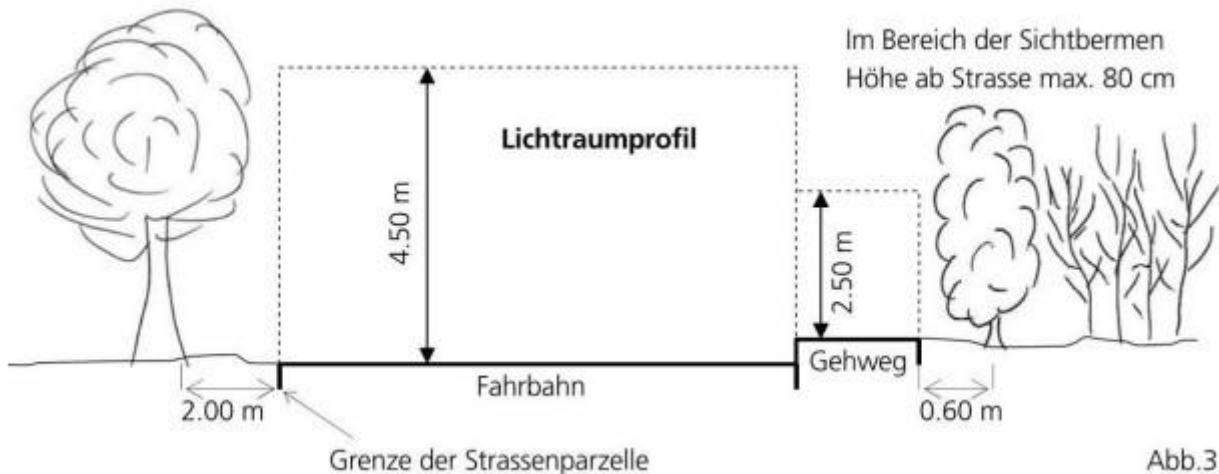 Im Bereich der Sichtbermen
Höhe ab Strasse max. 80 cm
Lichtraumprofil
4.50 m
2.50 m
Gehweg
Fahrbahn
2.00 m
0.60 m
Grenze der Strassenparzelle
Abb.3